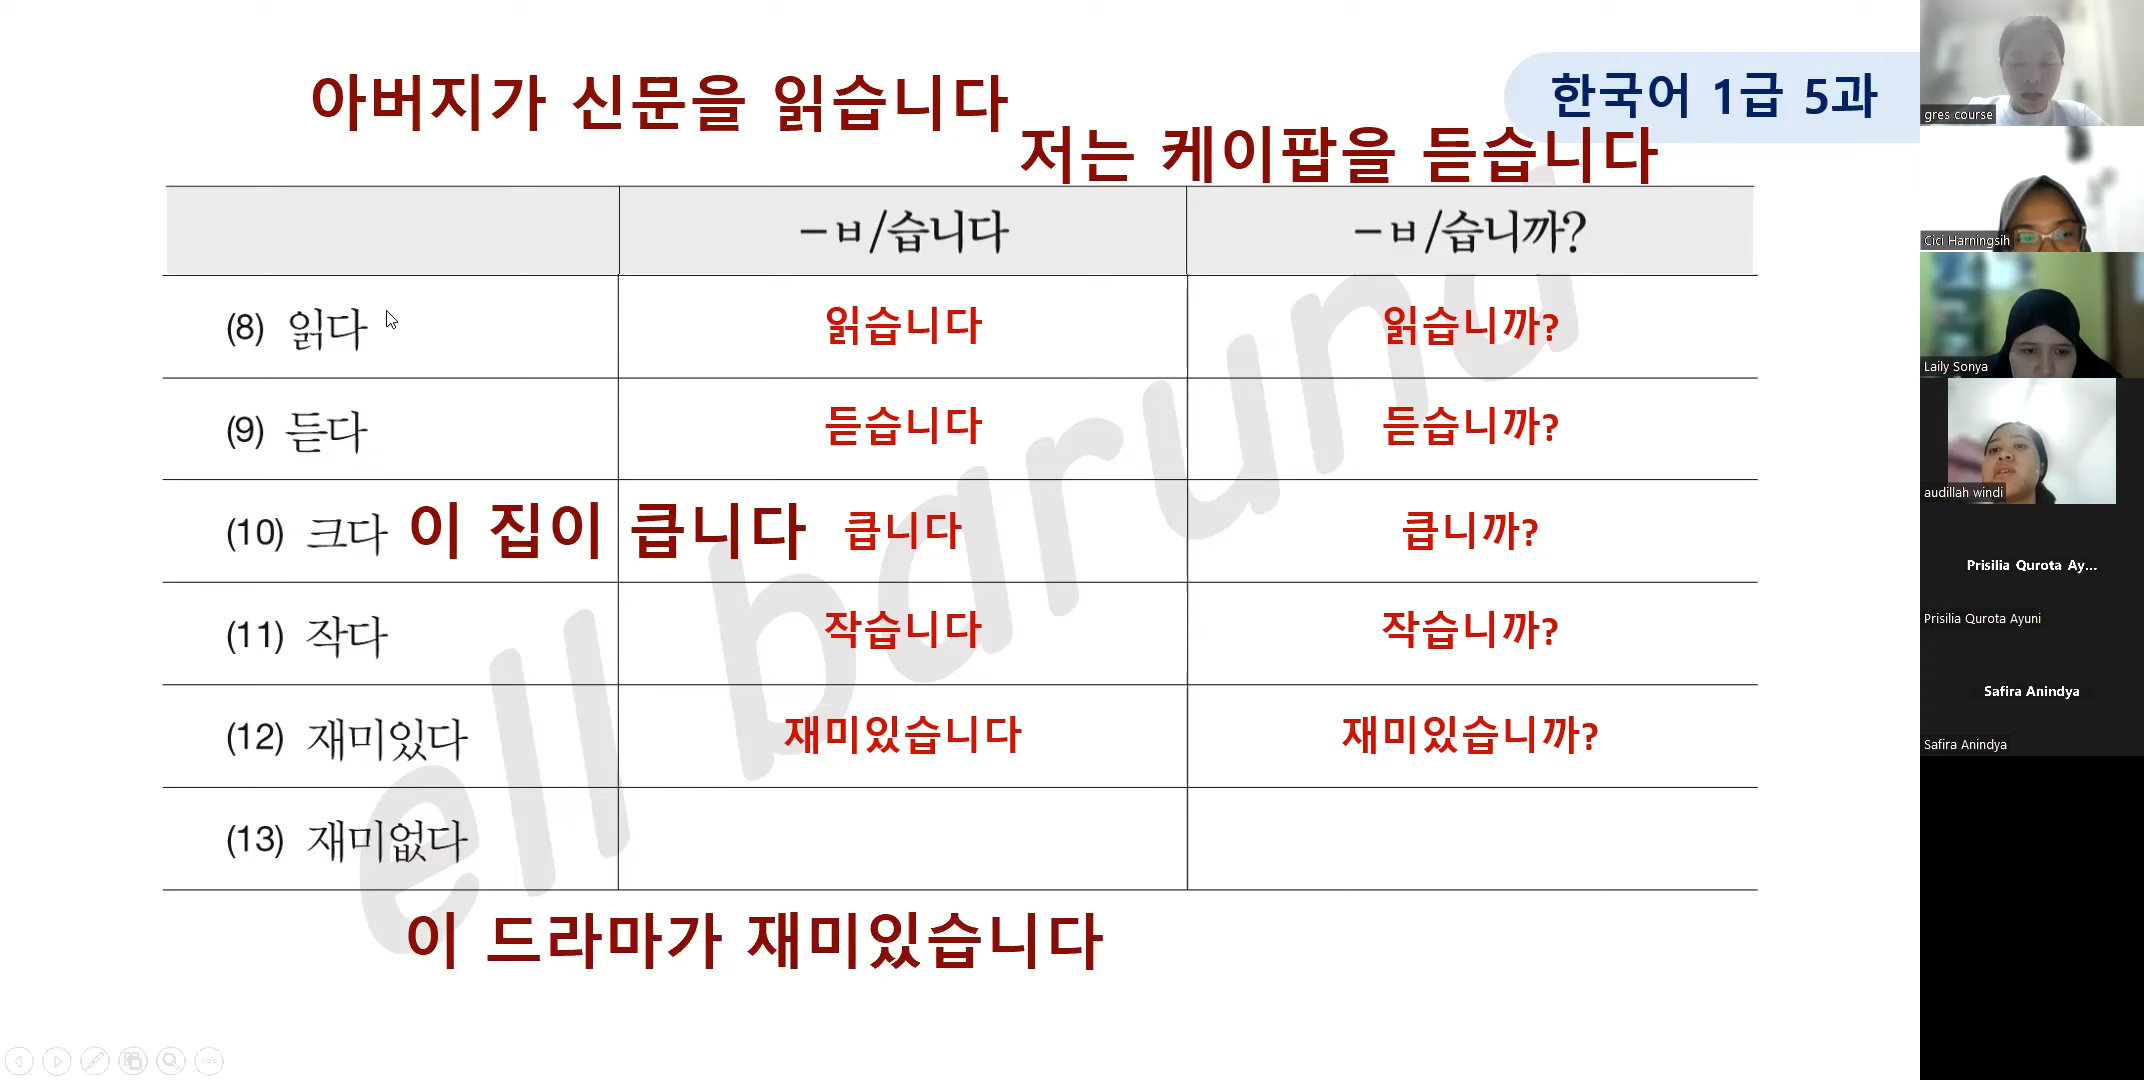 아버지가 신문을 읽습니다
한국어 1급 5과
저는 케이팝을 듣습니다
-ㅂ/습니다 -ㅂ/습니까?
(8) 읽다 읽습니다 읽습니까?
(9) 듣다 듣습니다 듣습니까?
(10) 크다 이 집이 큽니다 큽니다 큽니까?
(11) 작다 작습니다 작습니까?
(12) 재미있다 재미있습니다 재미있습니까?
(13) 재미없다
이 드라마가 재미있습니다
ell baruna
gres course
Cici Harningsih
Laily Sonya
audillah windi
Prisilia Qurota Ay...
Prisilia Qurota Ayuni
Safira Anindya
Safira Anindya